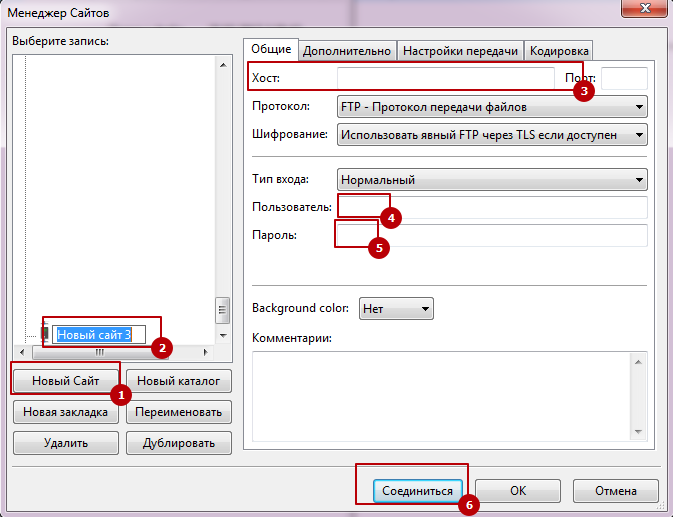 Менеджер Сайтов
Выберите запись:
Новый сайт 3
2
Новый Сайт
Новый каталог
1
Новая закладка
Переименовать
Удалить
Дублировать
Общие
Дополнительно
Настройки передачи
Кодировка
Хост:
Порт:
3
Протокол:
FTP - Протокол передачи файлов
Шифрование:
Использовать явный FTP через TLS если доступен
Тип входа:
Нормальный
Пользователь:
4
Пароль:
5
Background color:
Нет
Комментарии:
Соединиться
6
OK
Отмена